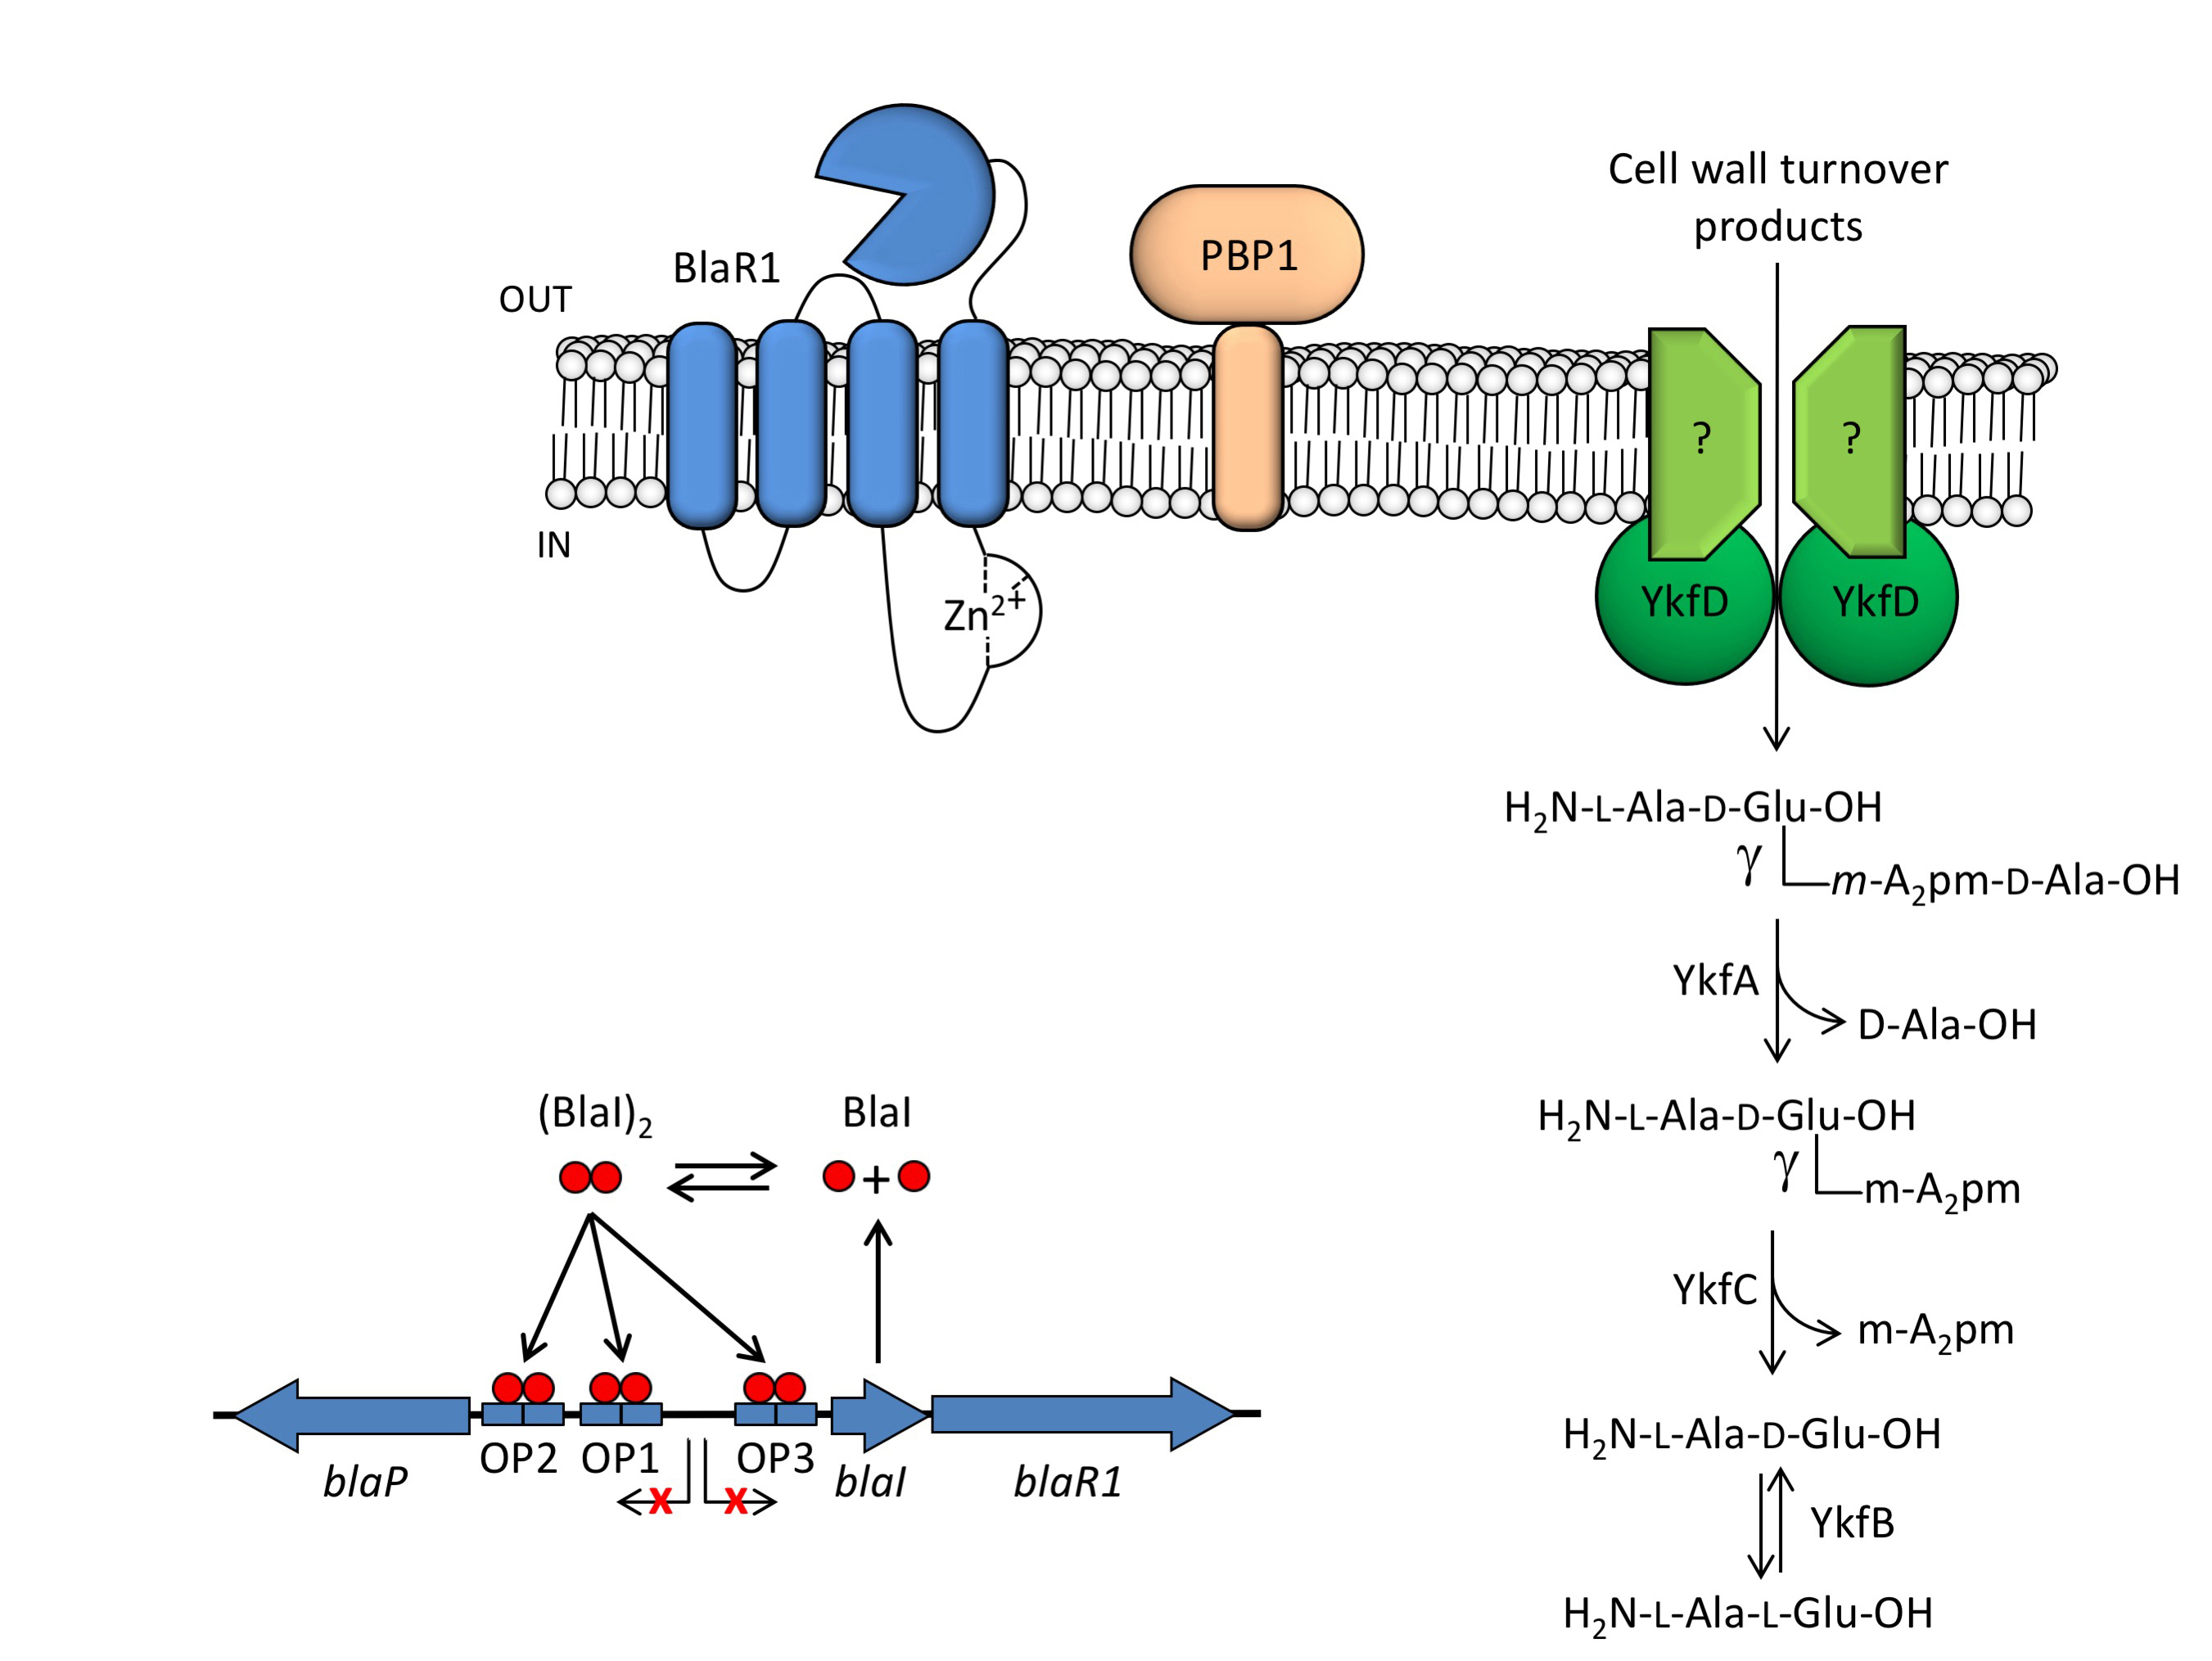 Cell wall turnover
products
BlaR1
PBP1
OUT
IN
Zn²⁺
?
?
YkfD
YkfD
H₂N-L-Ala-D-Glu-OH
γ
m-A₂pm-D-Ala-OH
YkfA
D-Ala-OH
H₂N-L-Ala-D-Glu-OH
γ
m-A₂pm
YkfC
m-A₂pm
H₂N-L-Ala-D-Glu-OH
YkfB
H₂N-L-Ala-L-Glu-OH
(BlaI)₂
BlaI
+
OP2
OP1
OP3
X
X
blaP
blaI
blaR1